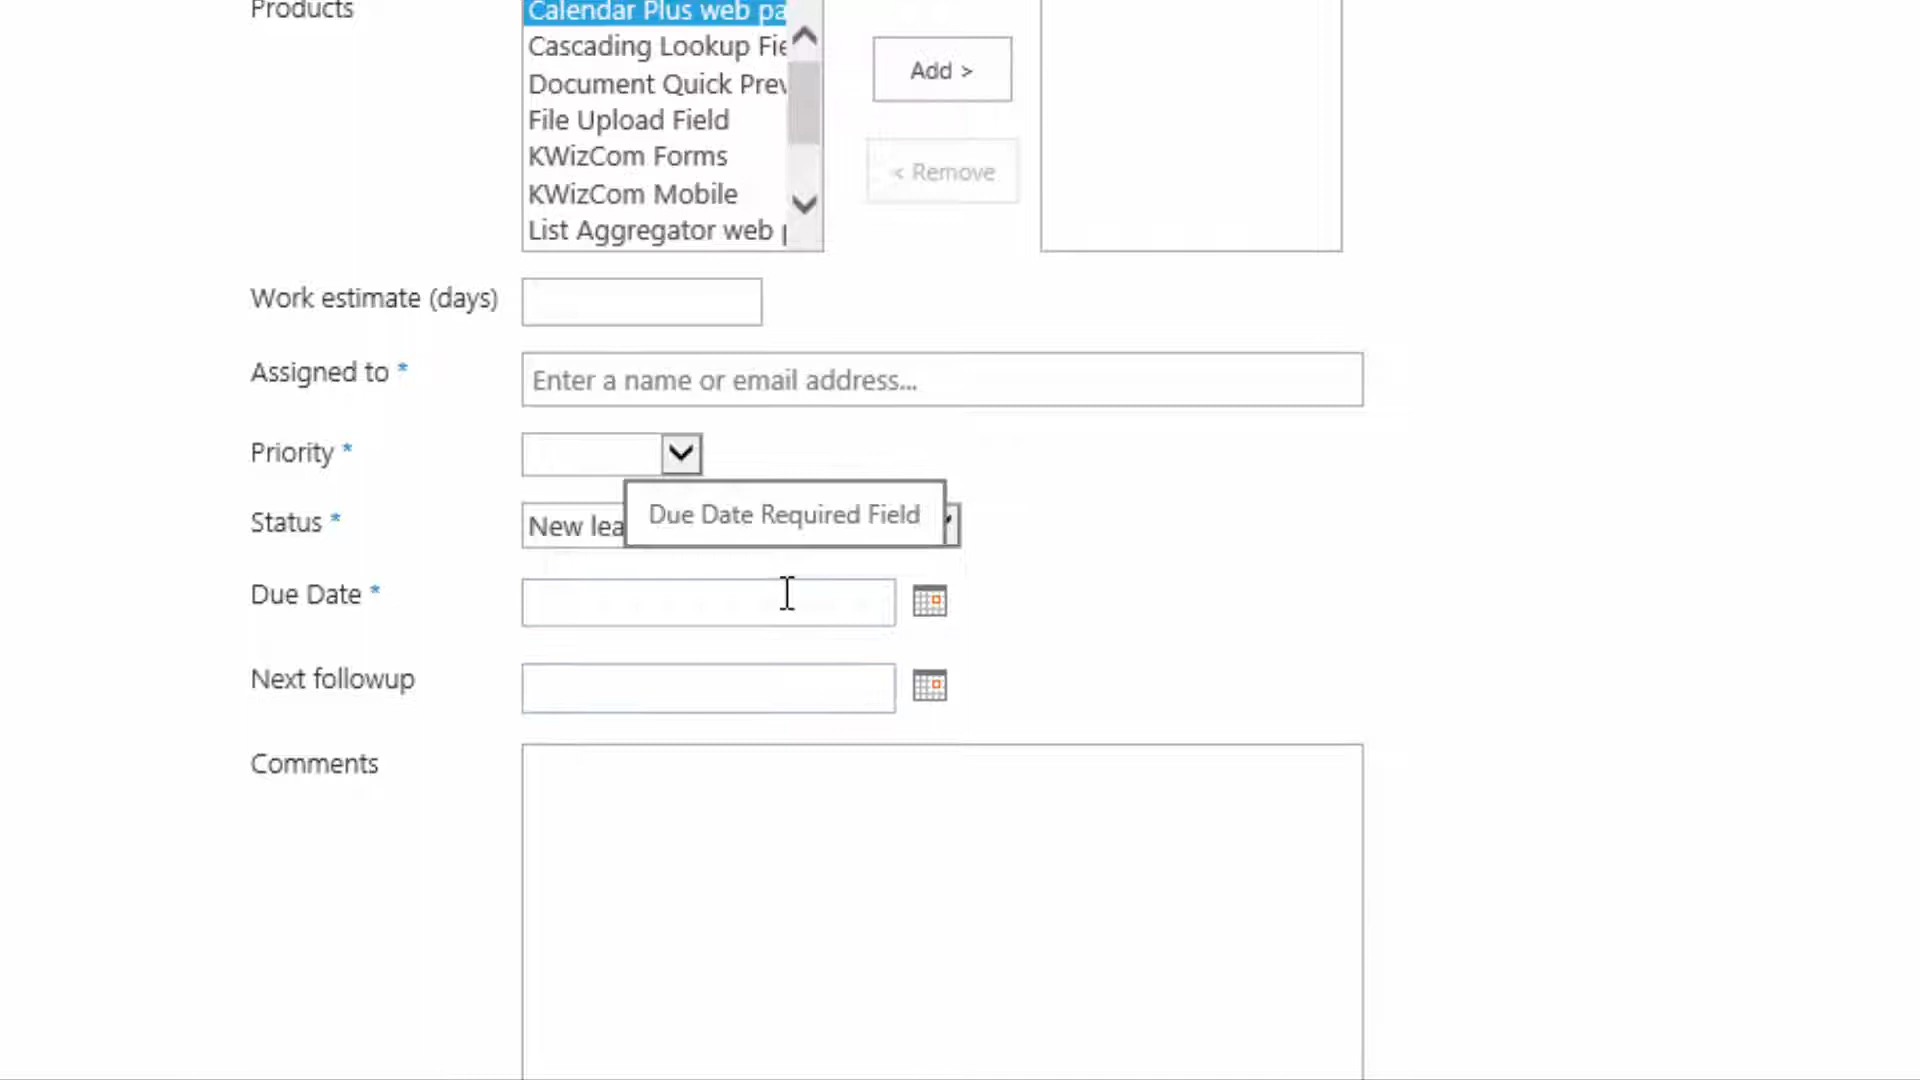 Products
Calendar Plus web pa
Cascading Lookup Fie
Document Quick Prev
File Upload Field
KWizCom Forms
KWizCom Mobile
List Aggregator web p
Add >
< Remove
Work estimate (days)
Assigned to *
Enter a name or email address...
Priority *
Due Date Required Field
Status *
New lea
Due Date *
Next followup
Comments